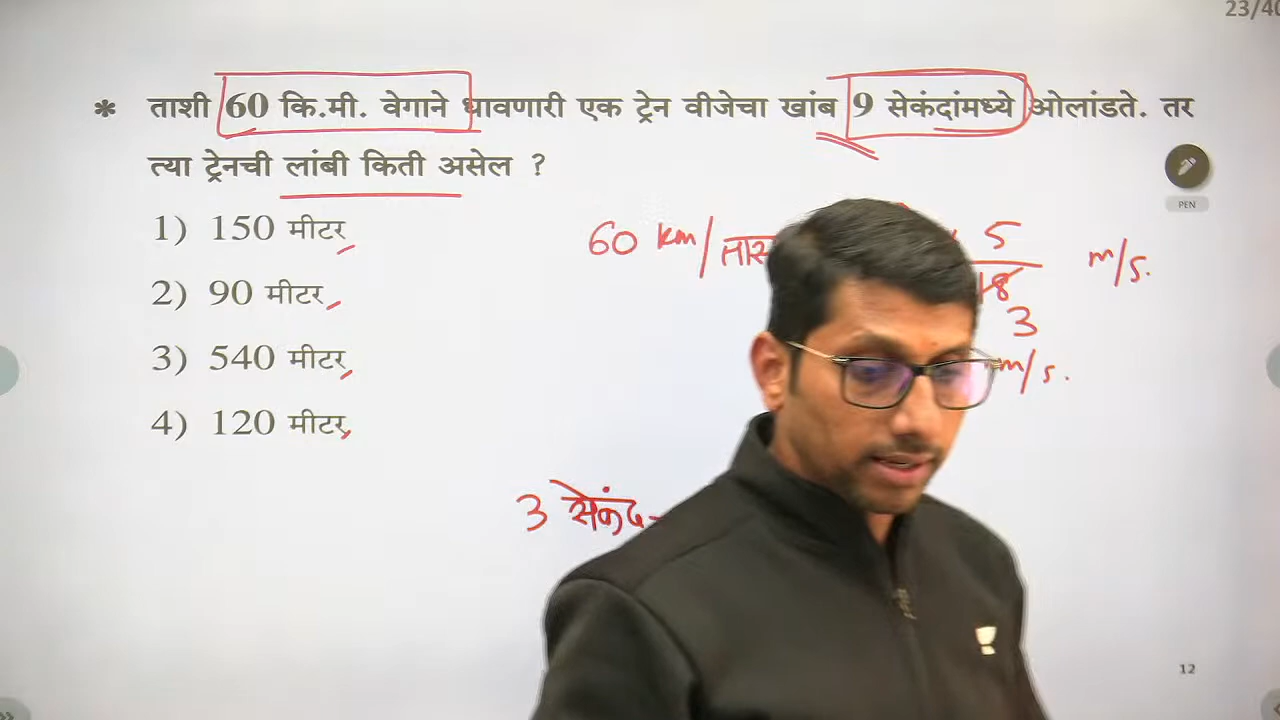 23/40
* ताशी 60 कि.मी. वेगाने धावणारी एक ट्रेन वीजेचा खांब 9 सेकंदांमध्ये ओलांडते. तर
त्या ट्रेनची लांबी किती असेल ?
PEN
1) 150 मीटर
2) 90 मीटर
3) 540 मीटर
4) 120 मीटर
60 km/तास
5
18
m/s.
3
m/s.
3 सेकंद
12